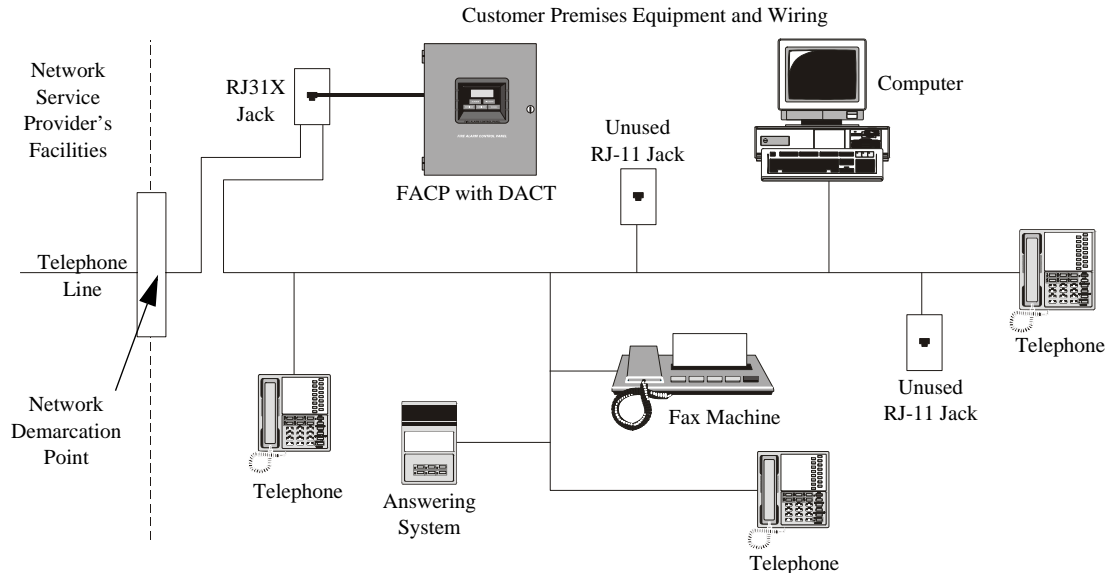 Customer Premises Equipment and Wiring
Network
Service
Provider's
Facilities
RJ31X
Jack
FACP with DACT
Unused
RJ-11 Jack
Computer
Telephone
Line
Telephone
Unused
RJ-11 Jack
Network
Demarcation
Point
Telephone
Answering
System
Fax Machine
Telephone